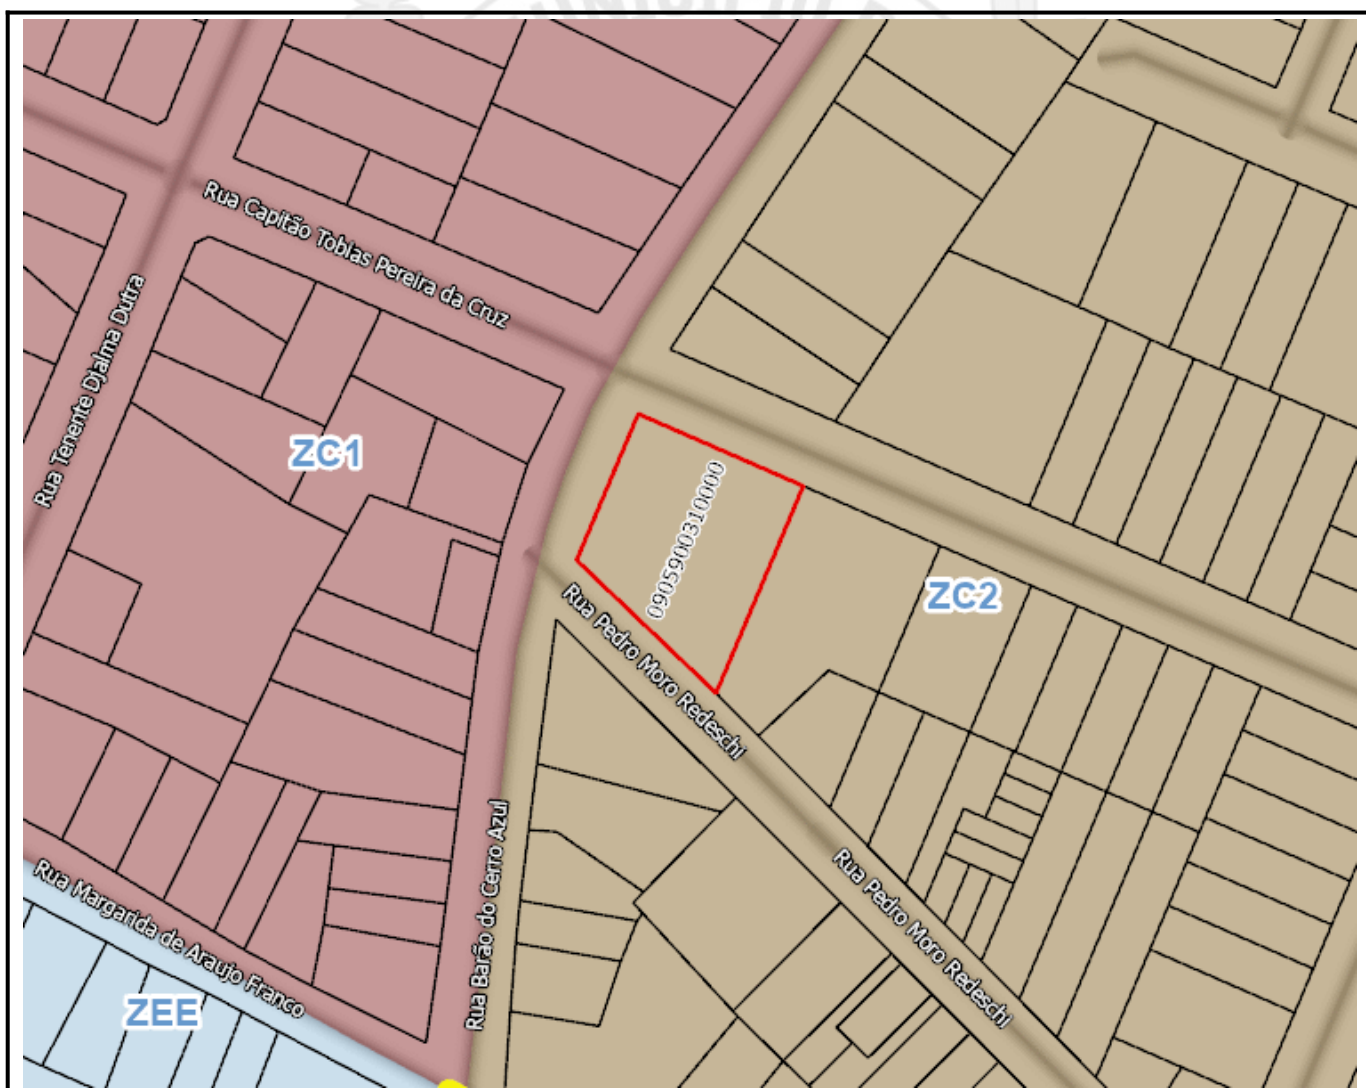 MUNICÍPIO
Rua Capitão Tobias Pereira da Cruz
Rua Tenente Djalma Dutra
ZC1
0905900310000
ZC2
Rua Pedro Moro Redeschi
Rua Barão do Cerro Azul
Rua Pedro Moro Redeschi
Rua Margarida de Araujo Franco
ZEE